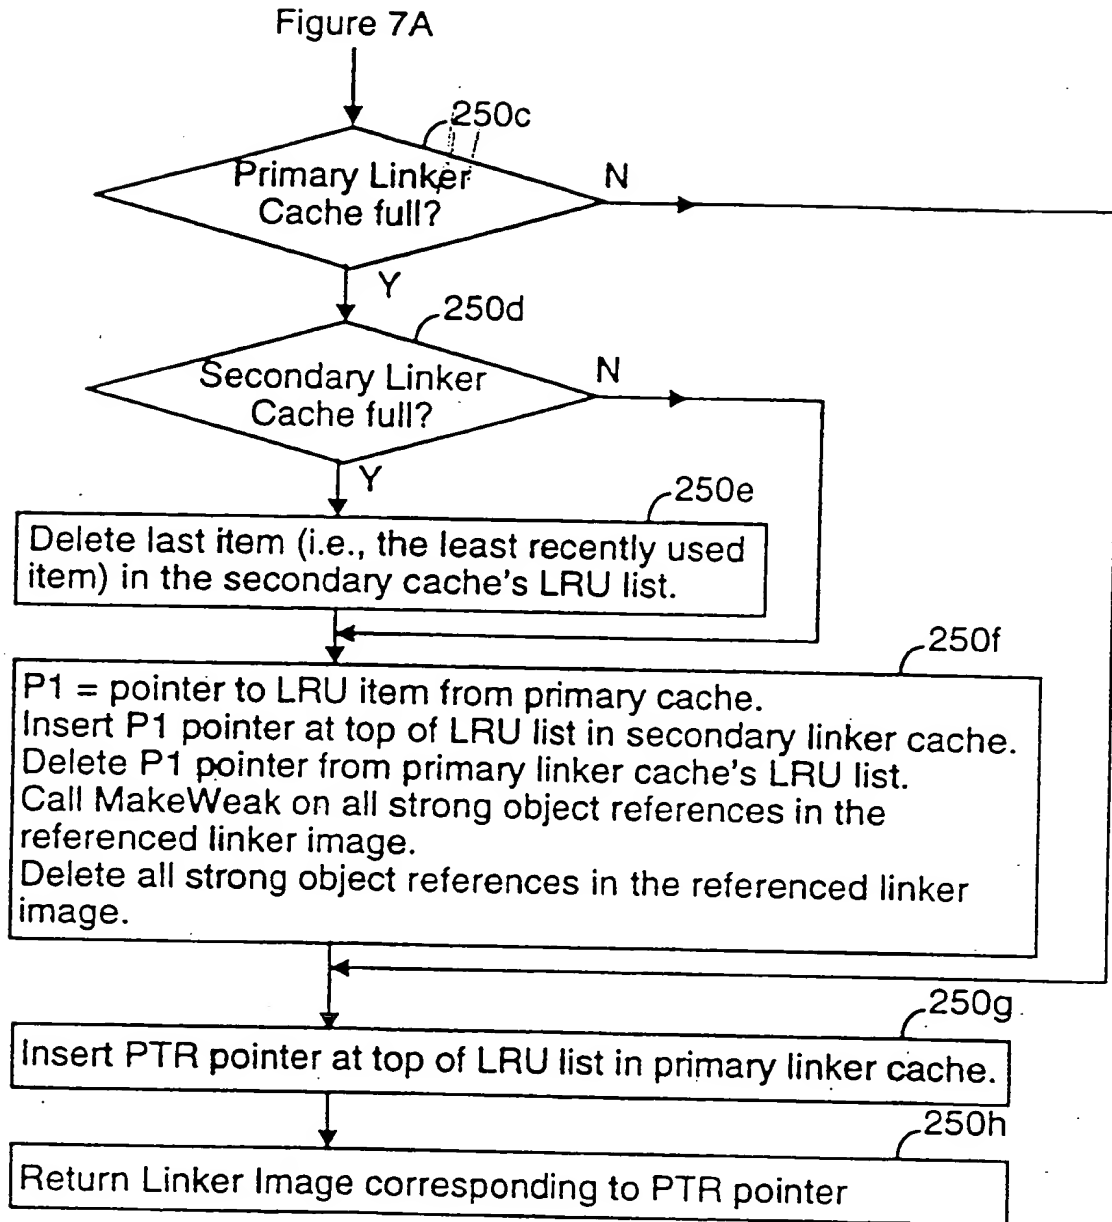 Figure 7A
250c
Primary Linker
Cache full?
N
Y
250d
Secondary Linker
Cache full?
N
Y
250e
Delete last item (i.e., the least recently used
item) in the secondary cache's LRU list.
250f
P1 = pointer to LRU item from primary cache.
Insert P1 pointer at top of LRU list in secondary linker cache.
Delete P1 pointer from primary linker cache's LRU list.
Call MakeWeak on all strong object references in the
referenced linker image.
Delete all strong object references in the referenced linker
image.
250g
Insert PTR pointer at top of LRU list in primary linker cache.
250h
Return Linker Image corresponding to PTR pointer